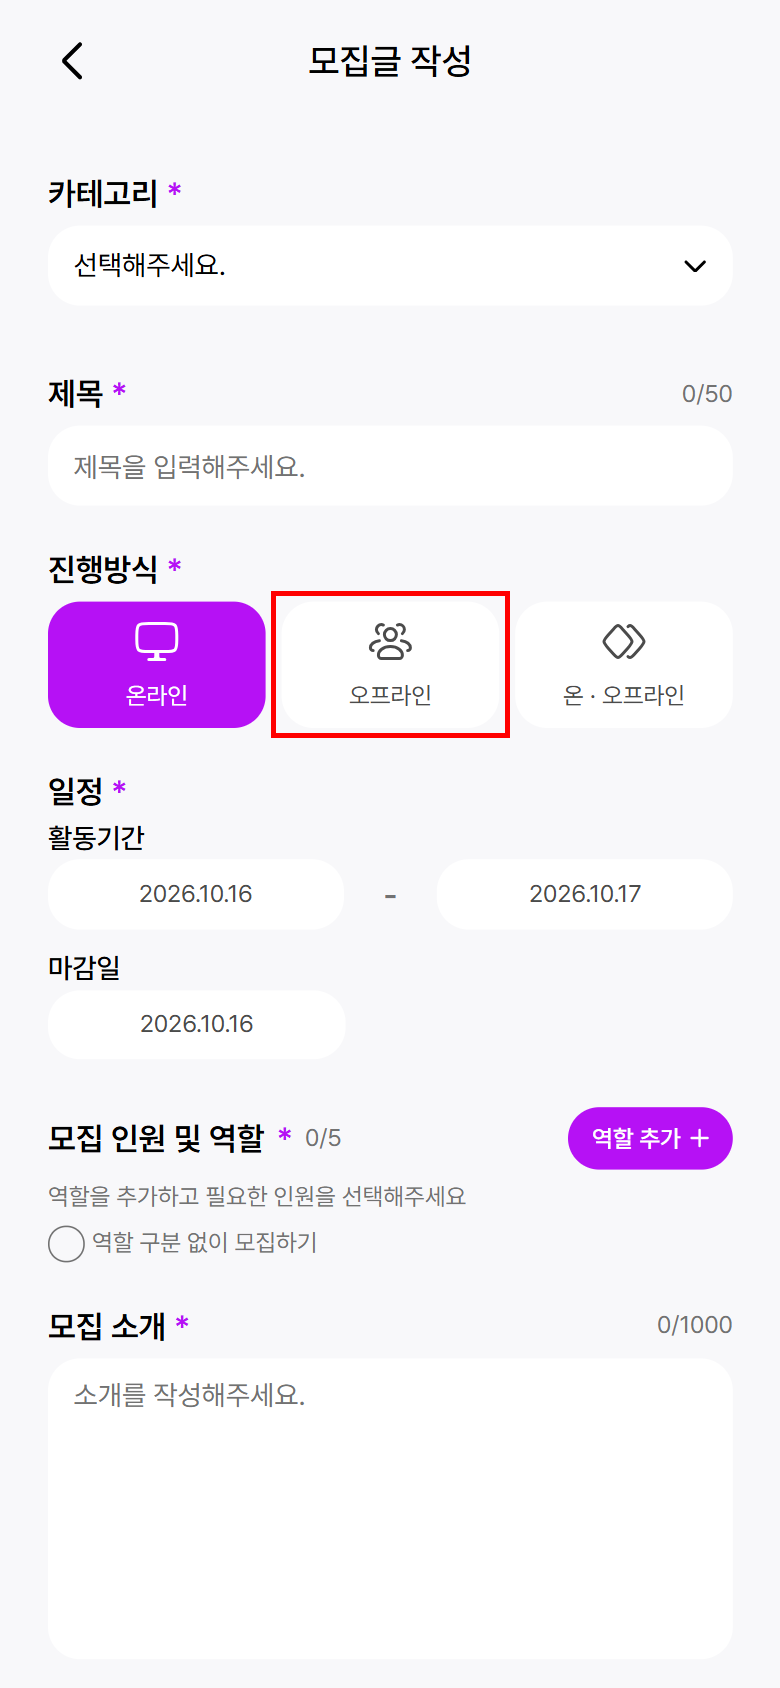 모집글 작성
카테고리 *
선택해주세요.
제목 * 0/50
제목을 입력해주세요.
진행방식 *
온라인 오프라인 온 · 오프라인
일정 *
활동기간
2026.10.16 - 2026.10.17
마감일
2026.10.16
모집 인원 및 역할 * 0/5 역할 추가 +
역할을 추가하고 필요한 인원을 선택해주세요
역할 구분 없이 모집하기
모집 소개 * 0/1000
소개를 작성해주세요.